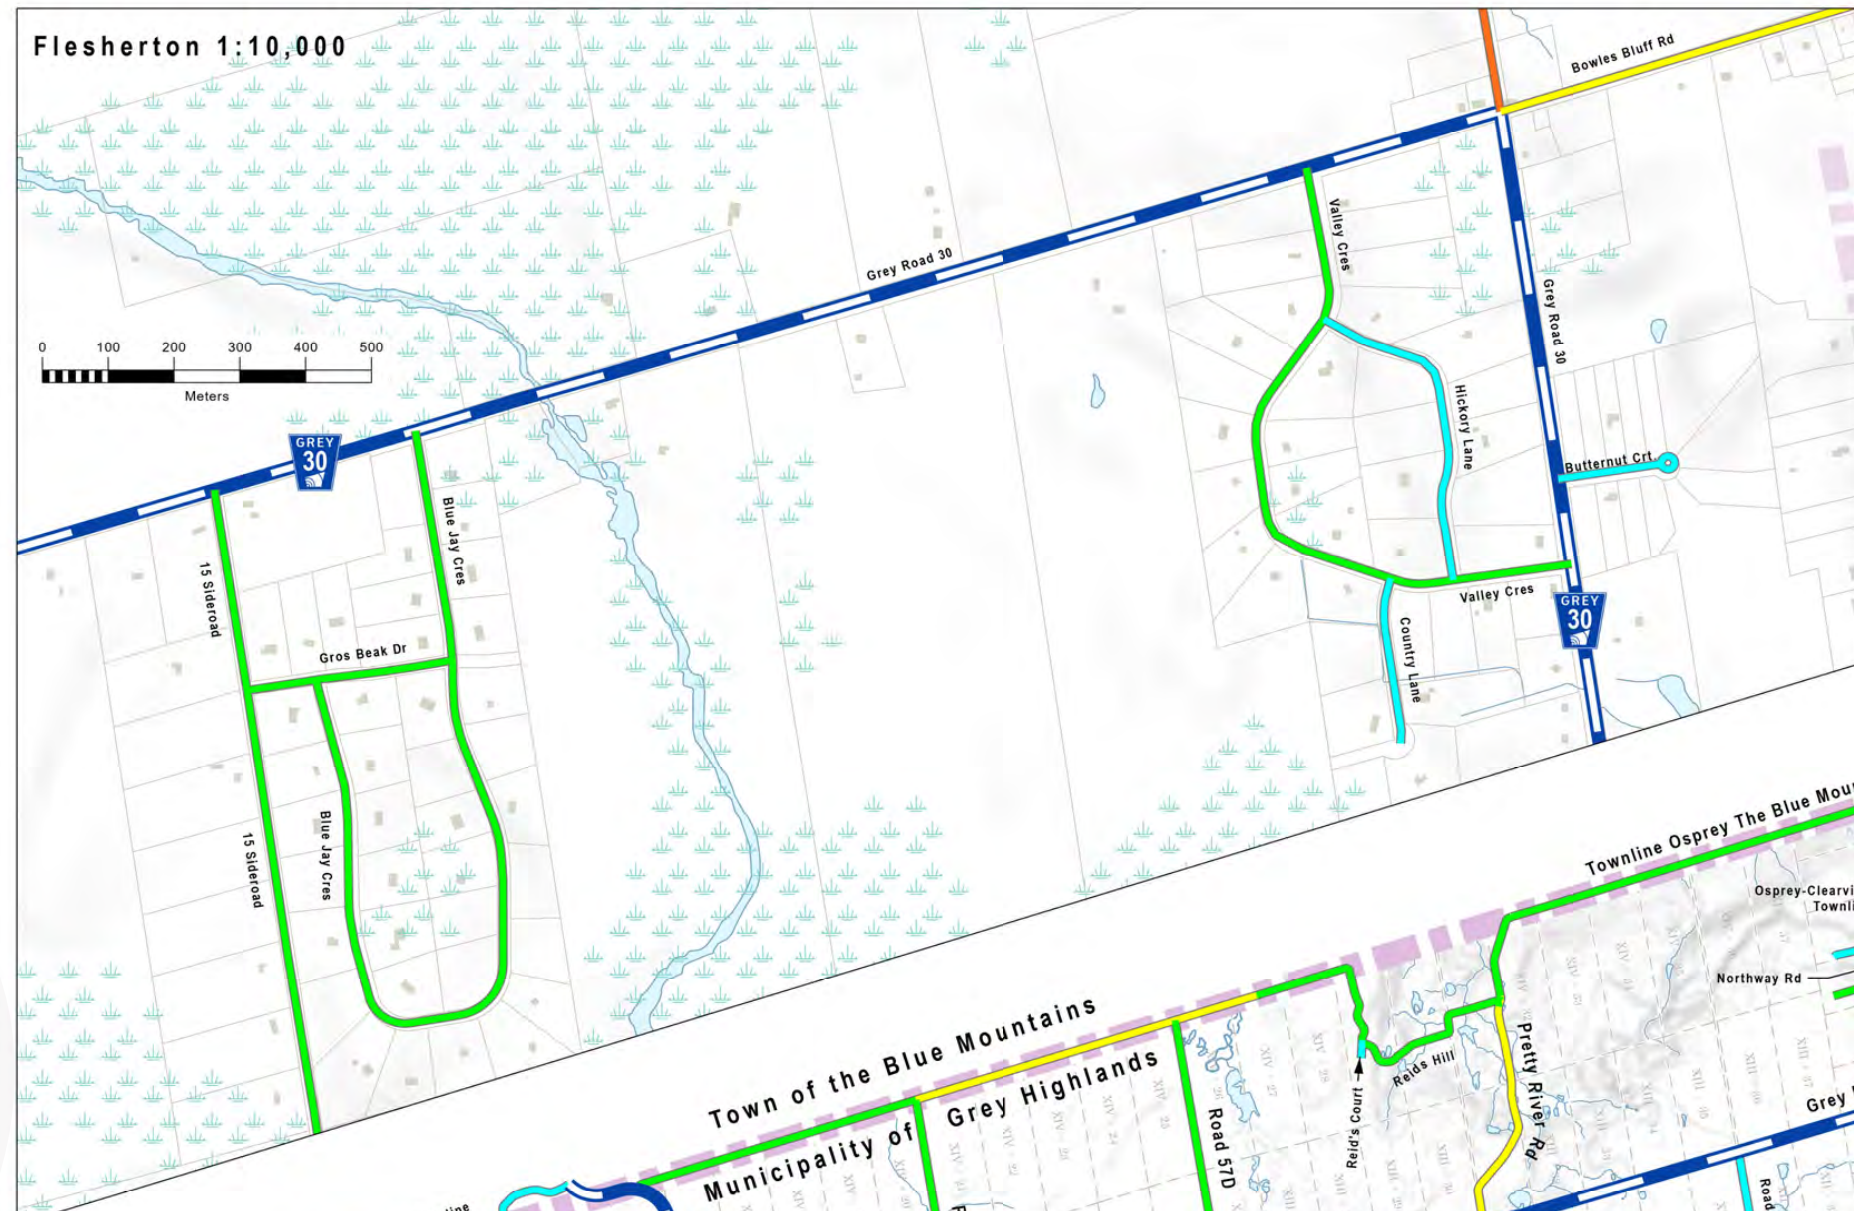 Flesherton 1:10,000
Bowles Bluff Rd
Valley Cres
Grey Road 30
Grey Road 30
0 100 200 300 400 500
Meters
Hickory Lane
GREY
30
Butternut Crt.
Blue Jay Cres
15 Sideroad
Valley Cres
GREY
30
Gros Beak Dr
Country Lane
Blue Jay Cres
15 Sideroad
Townline Osprey The Blue Moun
Osprey-Clearvi
Townli
Northway Rd
Town of the Blue Mountains
Municipality of Grey Highlands
Reids Hill
Pretty River Rd
Reid's Court
Road 57D
Grey
Road